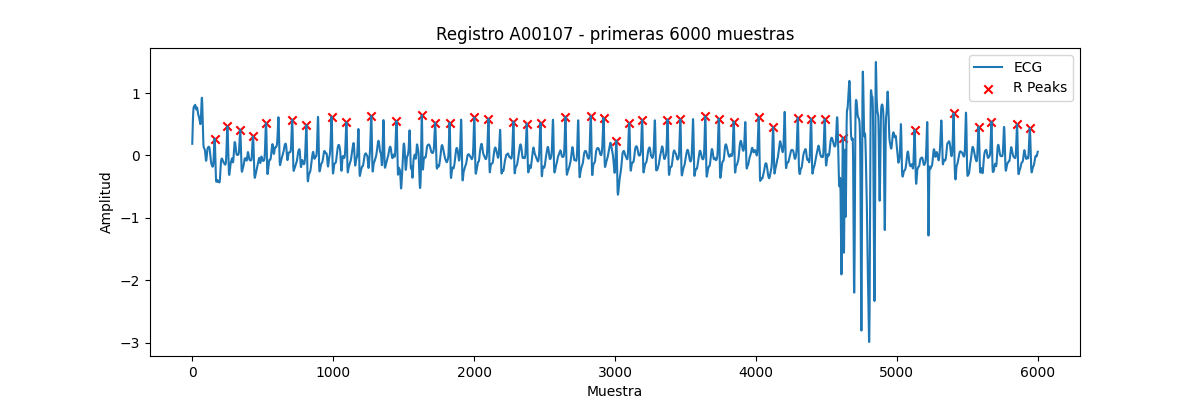 Registro A00107 - primeras 6000 muestras
ECG
R Peaks
Amplitud
1
0
−1
−2
−3
0 1000 2000 3000 4000 5000 6000
Muestra